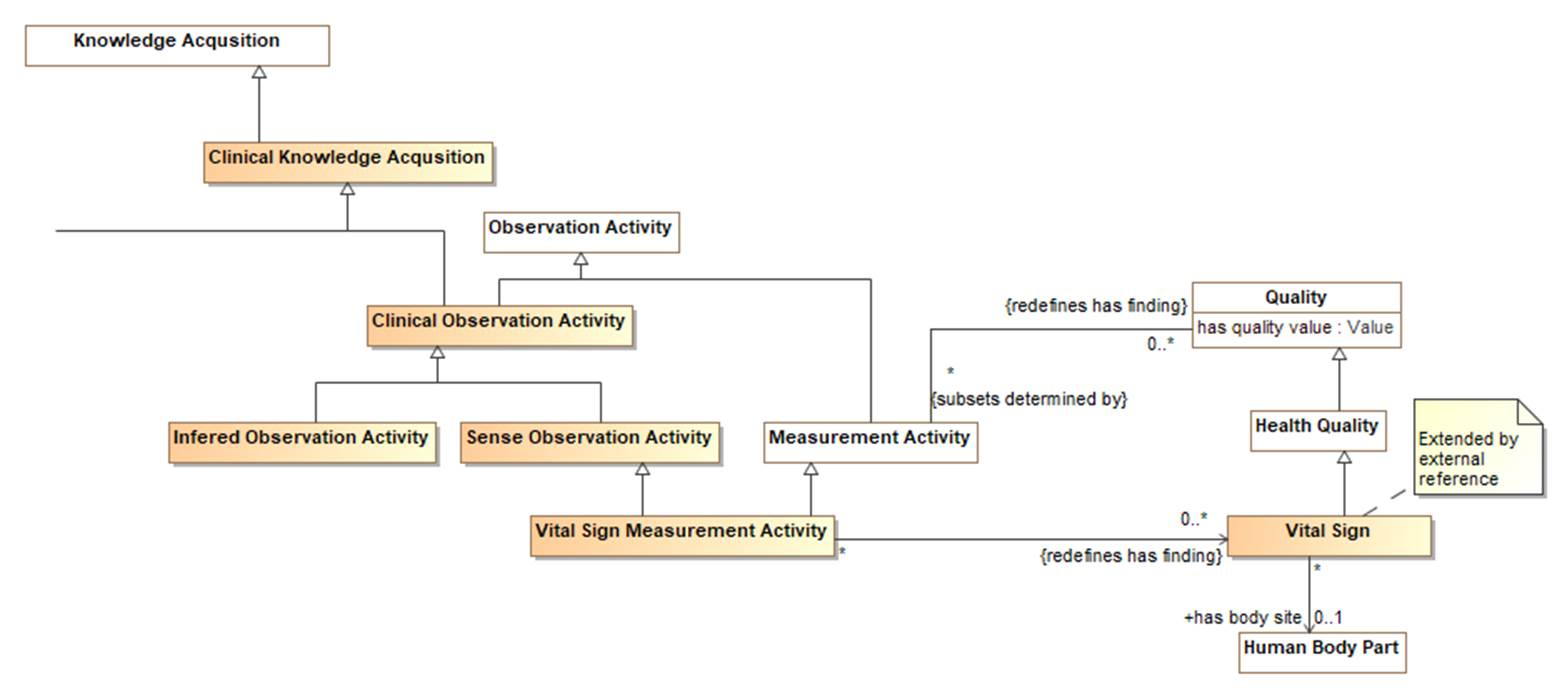 Knowledge Acqusition
Clinical Knowledge Acqusition
Observation Activity
Clinical Observation Activity
{redefines has finding}
Quality
has quality value : Value
0..*
*
{subsets determined by}
Infered Observation Activity
Sense Observation Activity
Measurement Activity
Health Quality
Extended by
external
reference
Vital Sign Measurement Activity
*
0..*
{redefines has finding}
Vital Sign
*
+has body site
0..1
Human Body Part